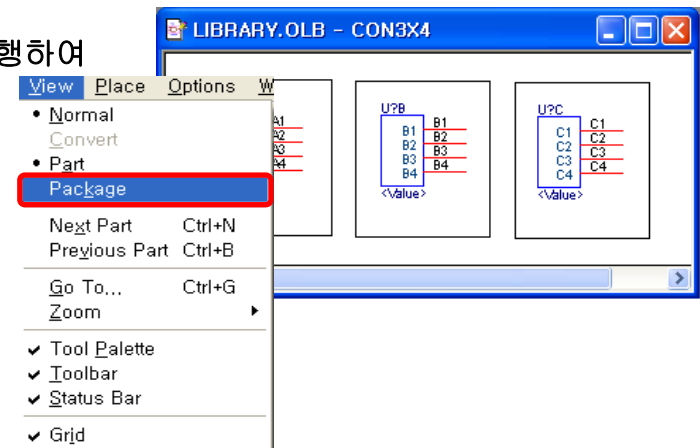 행하여
LIBRARY.OLB - CON3X4
View Place Options W
• Normal
Convert
• Part
Package
Next Part Ctrl+N
Previous Part Ctrl+B
Go To... Ctrl+G
Zoom
✓ Tool Palette
✓ Toolbar
✓ Status Bar
✓ Grid
A1
A2
A3
A4
U?B
B1 B1
B2 B2
B3 B3
B4 B4
<Value>
U?C
C1 C1
C2 C2
C3 C3
C4 C4
<Value>